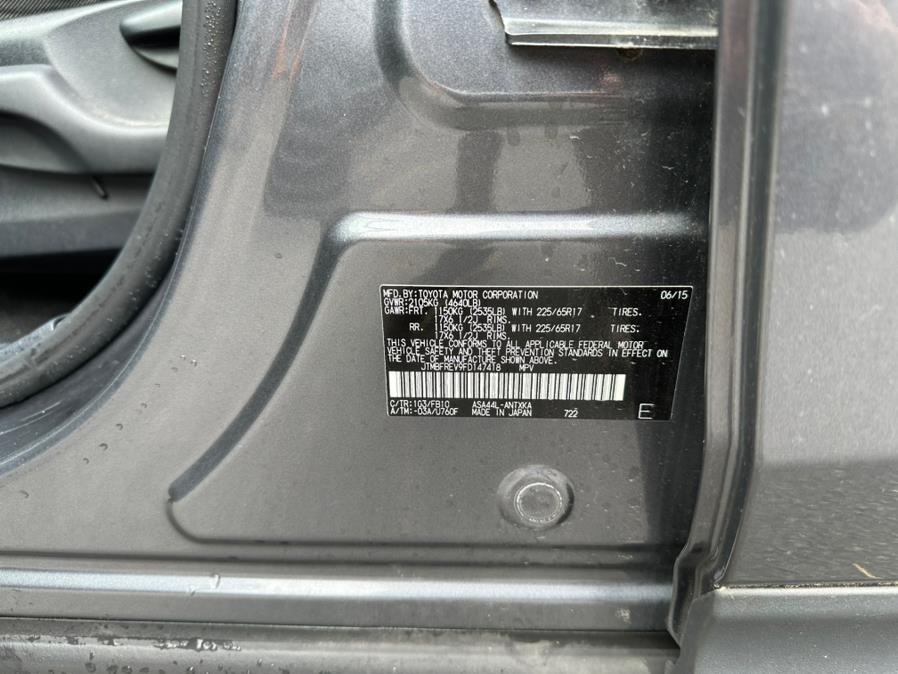 MFD.BY:TOYOTA MOTOR CORPORATION 06/15
GVWR:2105KG (4640LB)
GAWR:FRT. 1150KG (2535LB) WITH 225/65R17 TIRES.
17X6 1/2J RIMS.
RR. 1150KG (2535LB) WITH 225/65R17 TIRES.
17X6 1/2J RIMS.
THIS VEHICLE CONFORMS TO ALL APPLICABLE FEDERAL MOTOR
VEHICLE SAFETY AND THEFT PREVENTION STANDARDS IN EFFECT ON
THE DATE OF MANUFACTURE SHOWN ABOVE.
JTMBFREV9FD147418 MPV
C/TR:1G3/FB10 ASA44L-ANTXKA
A/TM:-03A/U760F MADE IN JAPAN 722 E